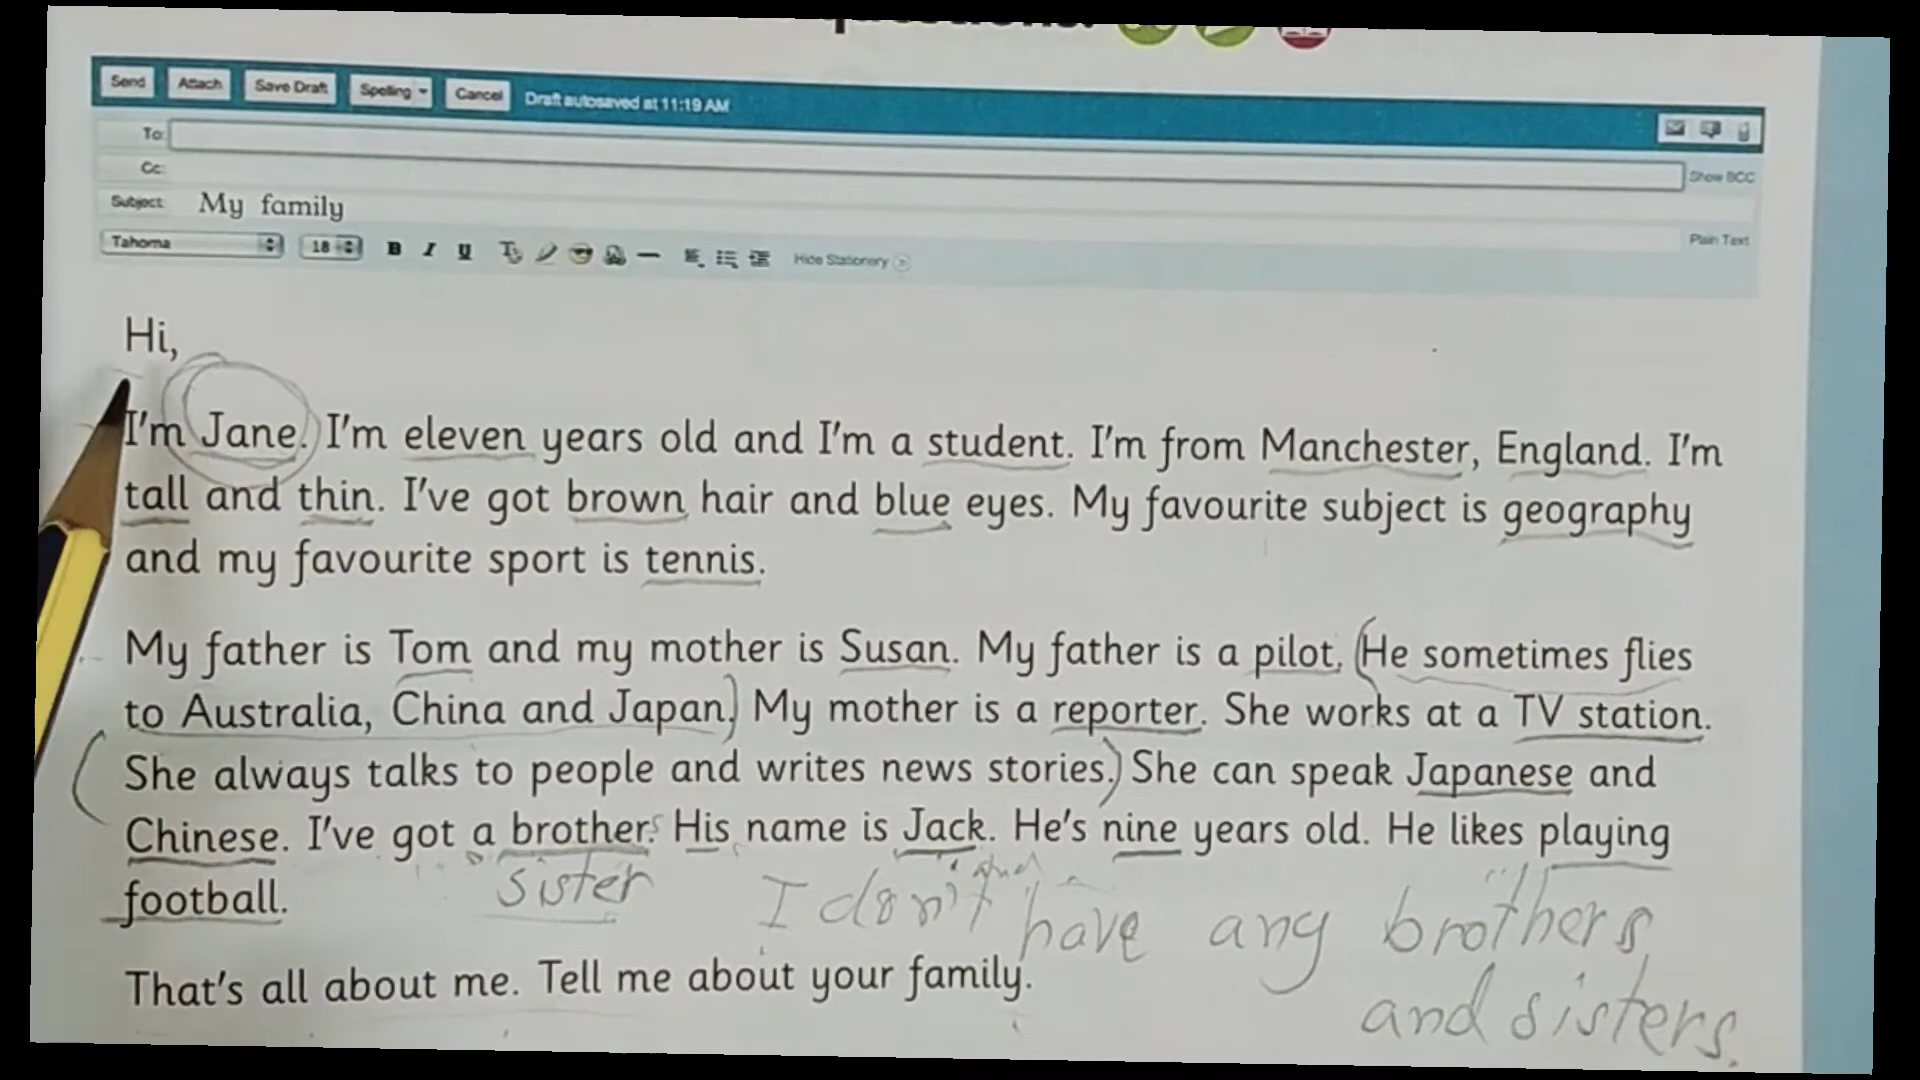 questions.
Send Attach Save Draft Spelling Cancel Draft autosaved at 11:19 AM
To:
Cc: Show BCC
Subject: My family
Tahoma 18 B I U Hide Stationery Plain Text
Hi,
I'm Jane. I'm eleven years old and I'm a student. I'm from Manchester, England. I'm
tall and thin. I've got brown hair and blue eyes. My favourite subject is geography
and my favourite sport is tennis.
My father is Tom and my mother is Susan. My father is a pilot. He sometimes flies
to Australia, China and Japan. My mother is a reporter. She works at a TV station.
She always talks to people and writes news stories. She can speak Japanese and
Chinese. I've got a brother. His name is Jack. He's nine years old. He likes playing
football.
sister I don't have any brothers
and sisters.
That's all about me. Tell me about your family.